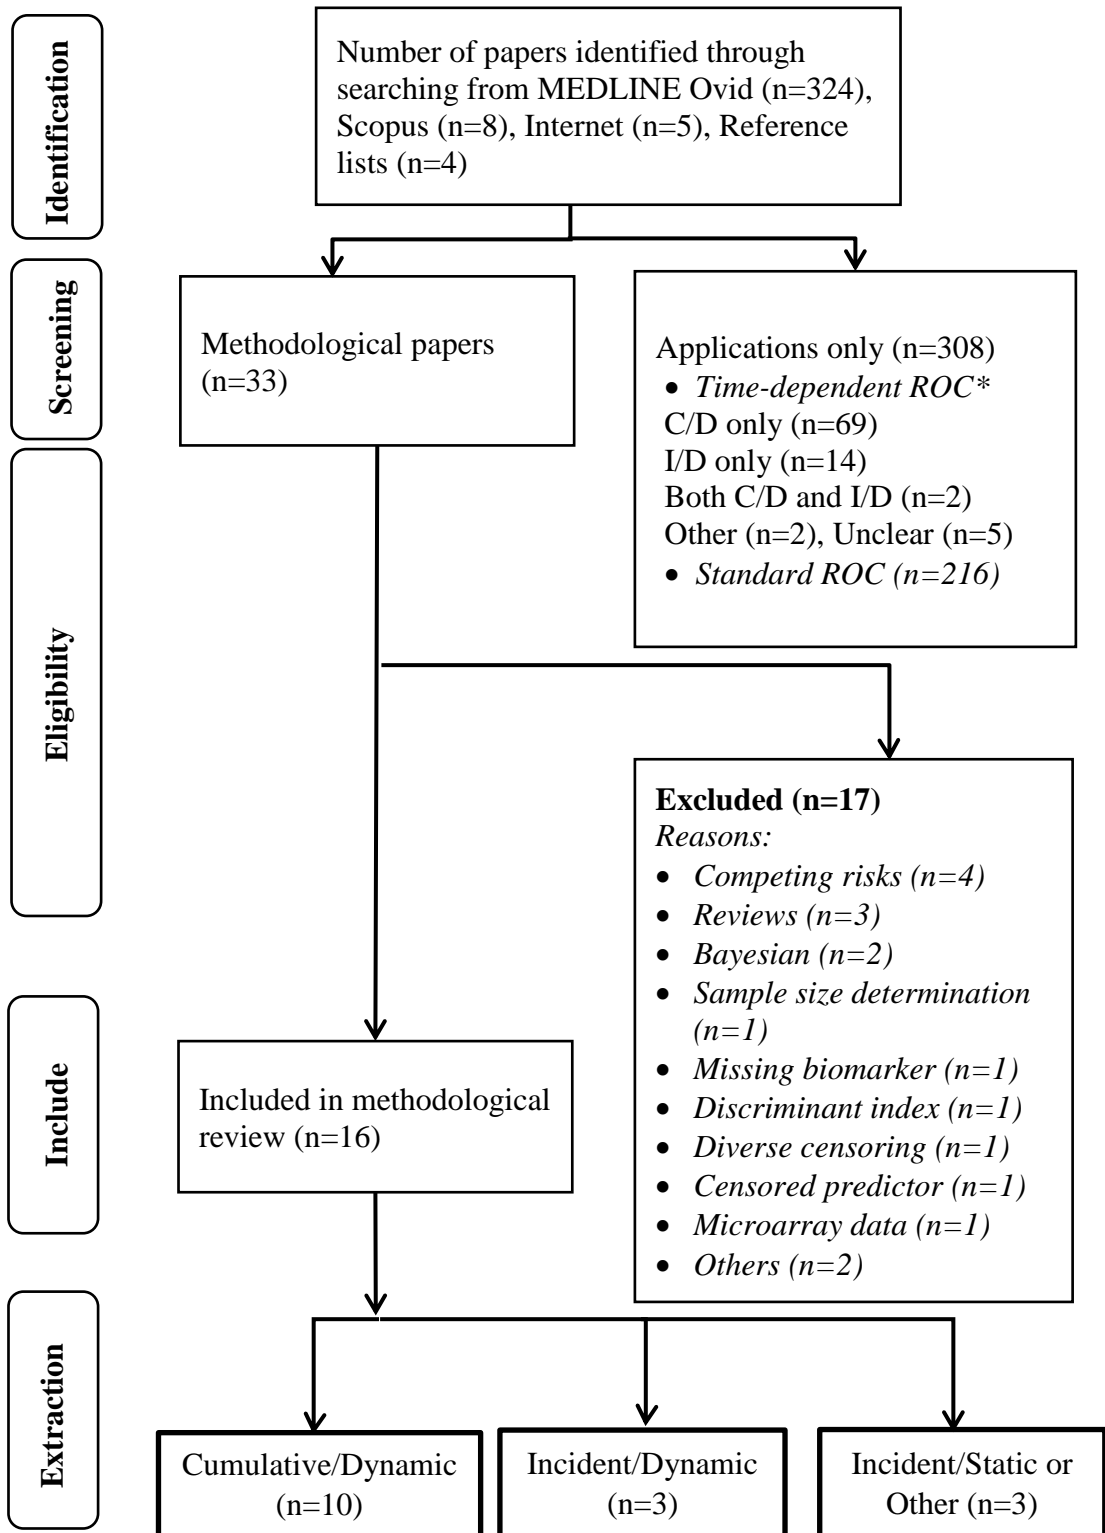 Identification
Number of papers identified through
searching from MEDLINE Ovid (n=324),
Scopus (n=8), Internet (n=5), Reference
lists (n=4)
Screening
Methodological papers
(n=33)
Applications only (n=308)
• Time-dependent ROC*
C/D only (n=69)
I/D only (n=14)
Both C/D and I/D (n=2)
Other (n=2), Unclear (n=5)
• Standard ROC (n=216)
Eligibility
Excluded (n=17)
Reasons:
• Competing risks (n=4)
• Reviews (n=3)
• Bayesian (n=2)
• Sample size determination
(n=1)
• Missing biomarker (n=1)
• Discriminant index (n=1)
• Diverse censoring (n=1)
• Censored predictor (n=1)
• Microarray data (n=1)
• Others (n=2)
Include
Included in methodological
review (n=16)
Extraction
Cumulative/Dynamic
(n=10)
Incident/Dynamic
(n=3)
Incident/Static or
Other (n=3)